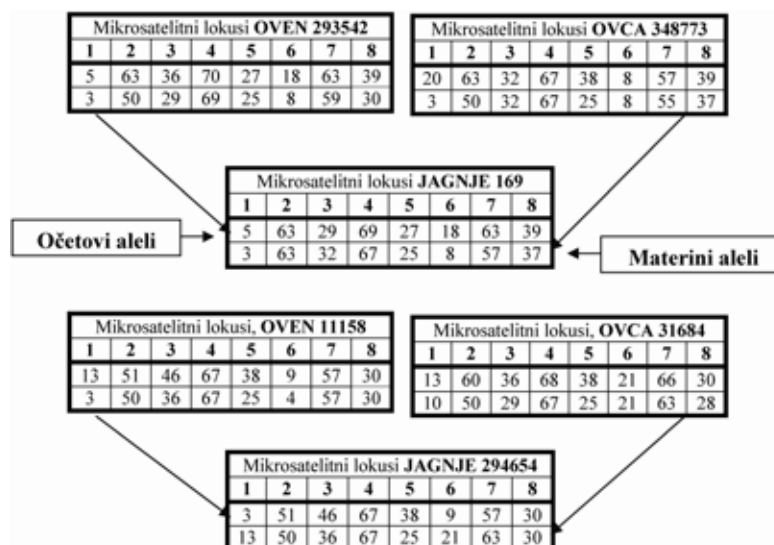 Mikrosatelitni lokusi OVEN 293542
1 2 3 4 5 6 7 8
5 63 36 70 27 18 63 39
3 50 29 69 25 8 59 30
Mikrosatelitni lokusi OVCA 348773
1 2 3 4 5 6 7 8
20 63 32 67 38 8 57 39
3 50 32 67 25 8 55 37
Mikrosatelitni lokusi JAGNJE 169
1 2 3 4 5 6 7 8
5 63 29 69 27 18 63 39
3 63 32 67 25 8 57 37
Očetovi aleli
Materini aleli
Mikrosatelitni lokusi, OVEN 11158
1 2 3 4 5 6 7 8
13 51 46 67 38 9 57 30
3 50 36 67 25 4 57 30
Mikrosatelitni lokusi, OVCA 31684
1 2 3 4 5 6 7 8
13 60 36 68 38 21 66 30
10 50 29 67 25 21 63 28
Mikrosatelitni lokusi JAGNJE 294654
1 2 3 4 5 6 7 8
3 51 46 67 38 9 57 30
13 50 36 67 25 21 63 30